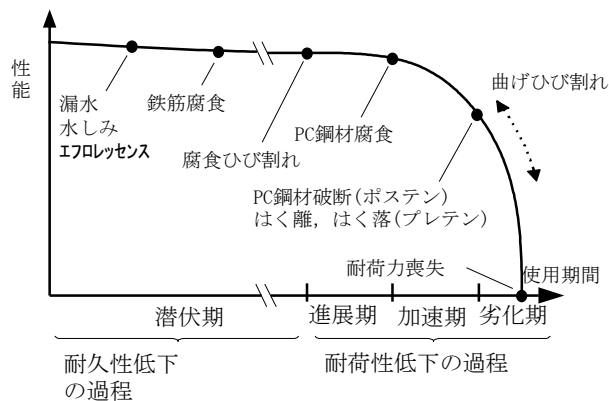 性
能
漏水
水しみ
エフロレッセンス
鉄筋腐食
腐食ひび割れ
PC鋼材腐食
曲げひび割れ
PC鋼材破断(ポステン)
はく離，はく落(プレテン)
耐荷力喪失
使用期間
潜伏期
進展期
加速期
劣化期
耐久性低下
の過程
耐荷性低下の過程